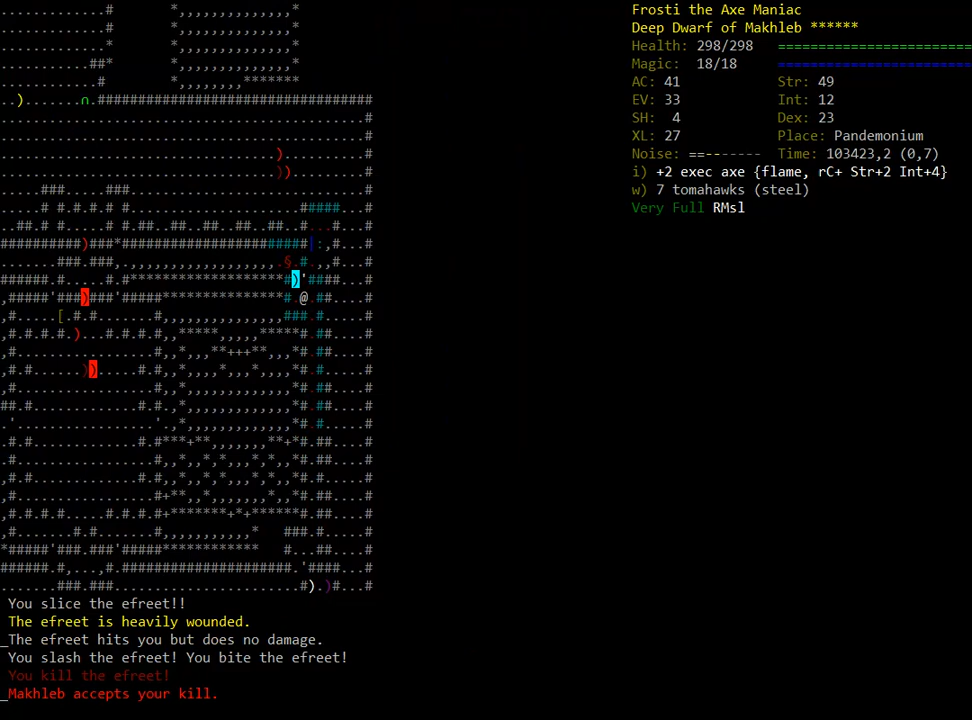 Frosti the Axe Maniac
Deep Dwarf of Makhleb ******
Health: 298/298
Magic: 18/18
AC: 41 Str: 49
EV: 33 Int: 12
SH: 4 Dex: 23
XL: 27 Place: Pandemonium
Noise: ==------- Time: 103423,2 (0,7)
i) +2 exec axe {flame, rC+ Str+2 Int+4}
w) 7 tomahawks (steel)
Very Full RMsl
You slice the efreet!!
The efreet is heavily wounded.
_The efreet hits you but does no damage.
You slash the efreet! You bite the efreet!
You kill the efreet!
_Makhleb accepts your kill.